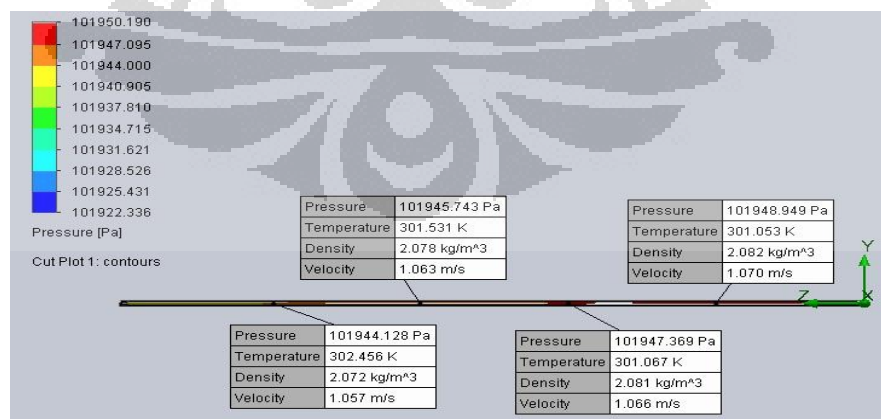 101950.190
101947.095
101944.000
101940.905
101937.810
101934.715
101931.621
101928.526
101925.431
101922.336
Pressure [Pa]
Cut Plot 1: contours
Pressure 101945.743 Pa
Temperature 301.531 K
Density 2.078 kg/m^3
Velocity 1.063 m/s
Pressure 101948.949 Pa
Temperature 301.053 K
Density 2.082 kg/m^3
Velocity 1.070 m/s
Y
Z
X
Pressure 101944.128 Pa
Temperature 302.456 K
Density 2.072 kg/m^3
Velocity 1.057 m/s
Pressure 101947.369 Pa
Temperature 301.067 K
Density 2.081 kg/m^3
Velocity 1.066 m/s